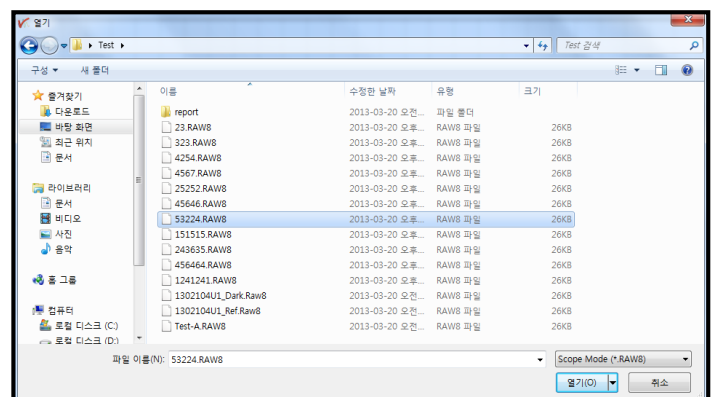 열기
Test
Test 검색
구성 새 폴더
이름 수정한 날짜 유형 크기
즐겨찾기
다운로드
바탕 화면
최근 위치
문서
라이브러리
문서
비디오
사진
음악
홈 그룹
컴퓨터
로컬 디스크 (C:)
로컬 디스크 (D:)
report 2013-03-20 오전... 파일 폴더
23.RAW8 2013-03-20 오후... RAW8 파일 26KB
323.RAW8 2013-03-20 오후... RAW8 파일 26KB
4254.RAW8 2013-03-20 오후... RAW8 파일 26KB
4567.RAW8 2013-03-20 오후... RAW8 파일 26KB
25252.RAW8 2013-03-20 오후... RAW8 파일 26KB
45646.RAW8 2013-03-20 오후... RAW8 파일 26KB
53224.RAW8 2013-03-20 오후... RAW8 파일 26KB
151515.RAW8 2013-03-20 오후... RAW8 파일 26KB
243635.RAW8 2013-03-20 오후... RAW8 파일 26KB
456464.RAW8 2013-03-20 오후... RAW8 파일 26KB
1241241.RAW8 2013-03-20 오후... RAW8 파일 26KB
1302104U1_Dark.Raw8 2013-03-20 오전... RAW8 파일 26KB
1302104U1_Ref.Raw8 2013-03-20 오전... RAW8 파일 26KB
Test-A.RAW8 2013-03-20 오전... RAW8 파일 26KB
파일 이름(N): 53224.RAW8 Scope Mode (*.RAW8)
열기(O) 취소